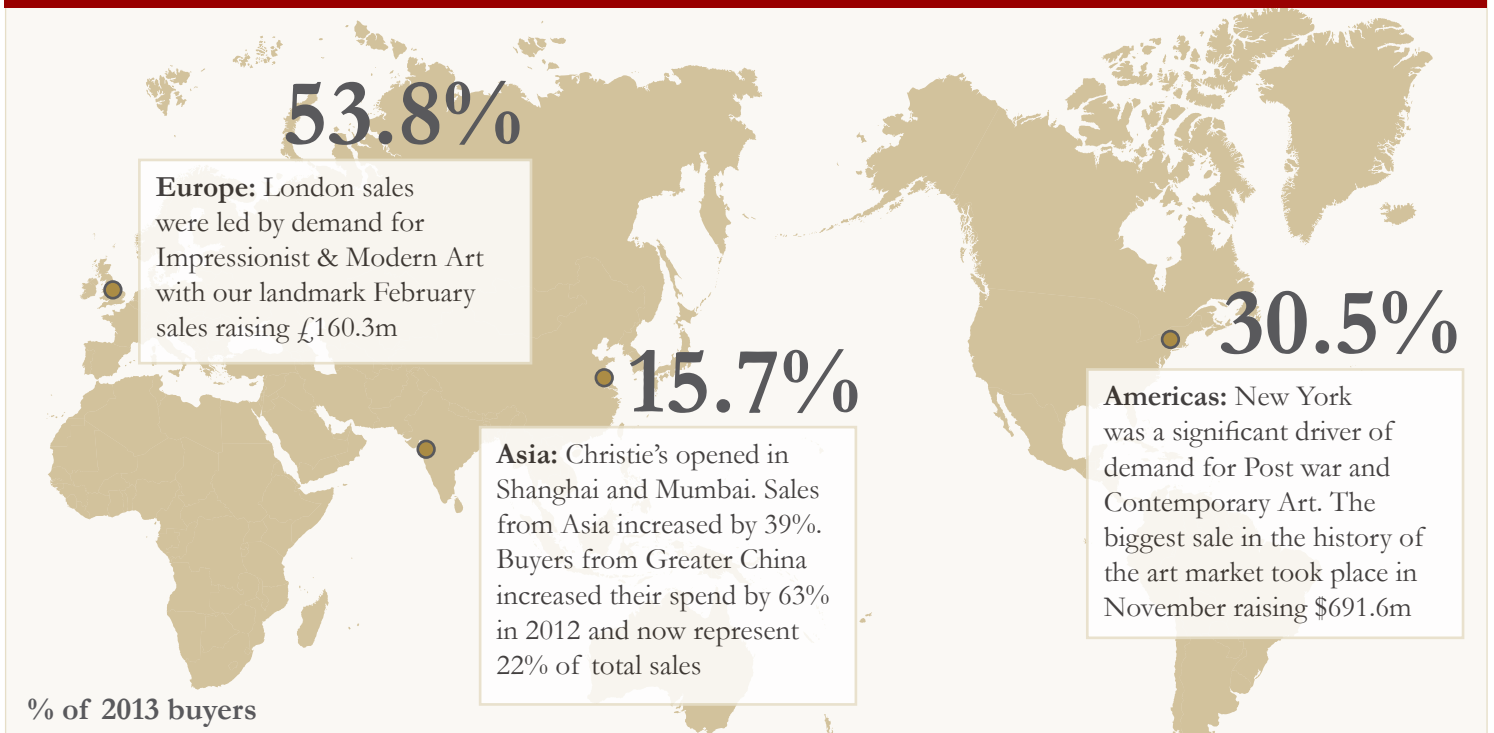 53.8%
Europe: London sales
were led by demand for
Impressionist & Modern Art
with our landmark February
sales raising £160.3m
15.7%
Asia: Christie's opened in
Shanghai and Mumbai. Sales
from Asia increased by 39%.
Buyers from Greater China
increased their spend by 63%
in 2012 and now represent
22% of total sales
30.5%
Americas: New York
was a significant driver of
demand for Post war and
Contemporary Art. The
biggest sale in the history of
the art market took place in
November raising $691.6m
% of 2013 buyers